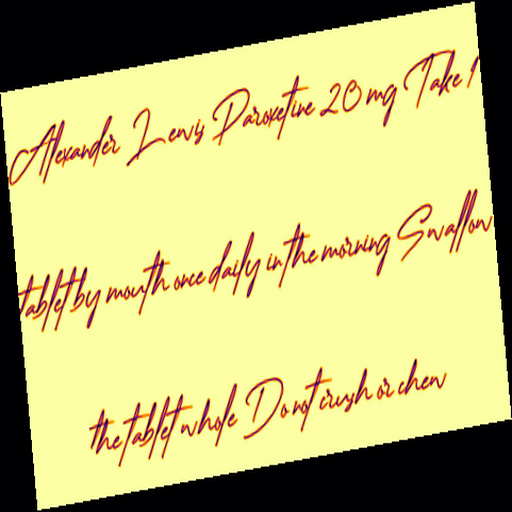 Alexander Lewis Paroxetine 20 mg Take 1
tablet by mouth once daily in the morning Swallow
the tablet whole Do not crush or chew